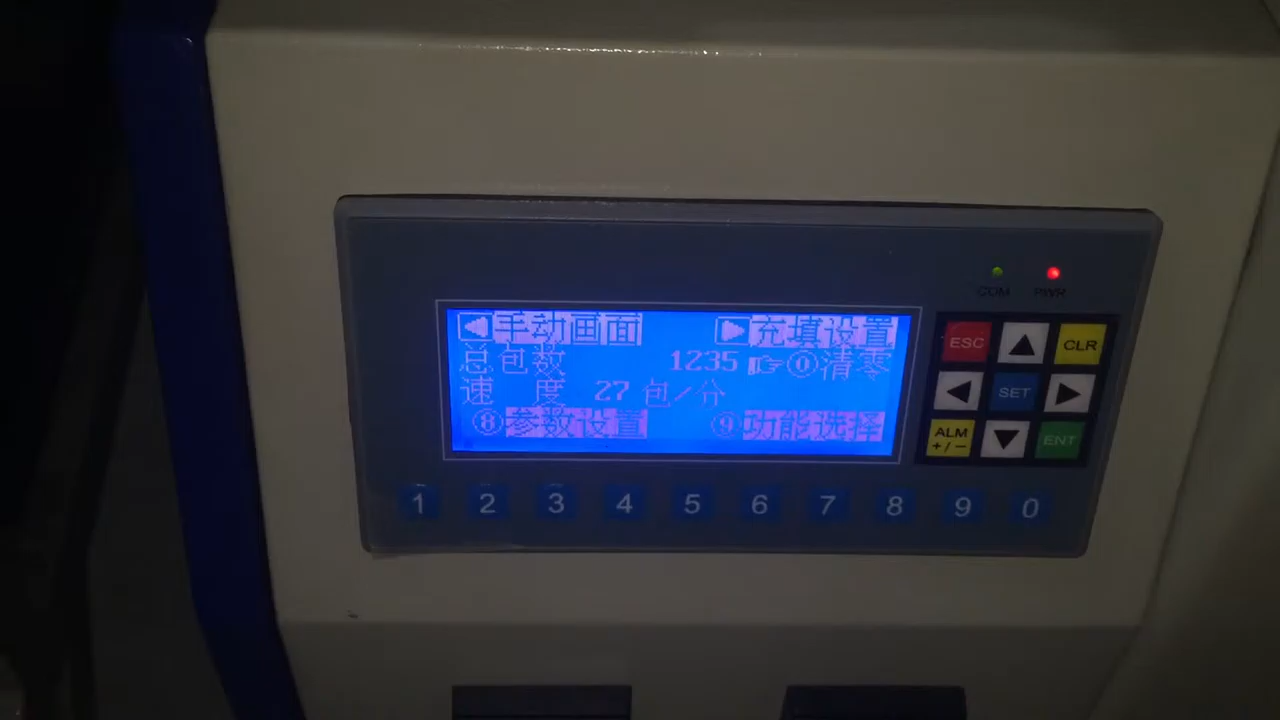 COM PWR
手动画面 充填设置
总包数 1235 ⓪清零
速 度 27 包/分
⑧参数设置 ⑨功能选择
ESC CLR
SET
ALM +/- ENT
1 2 3 4 5 6 7 8 9 0